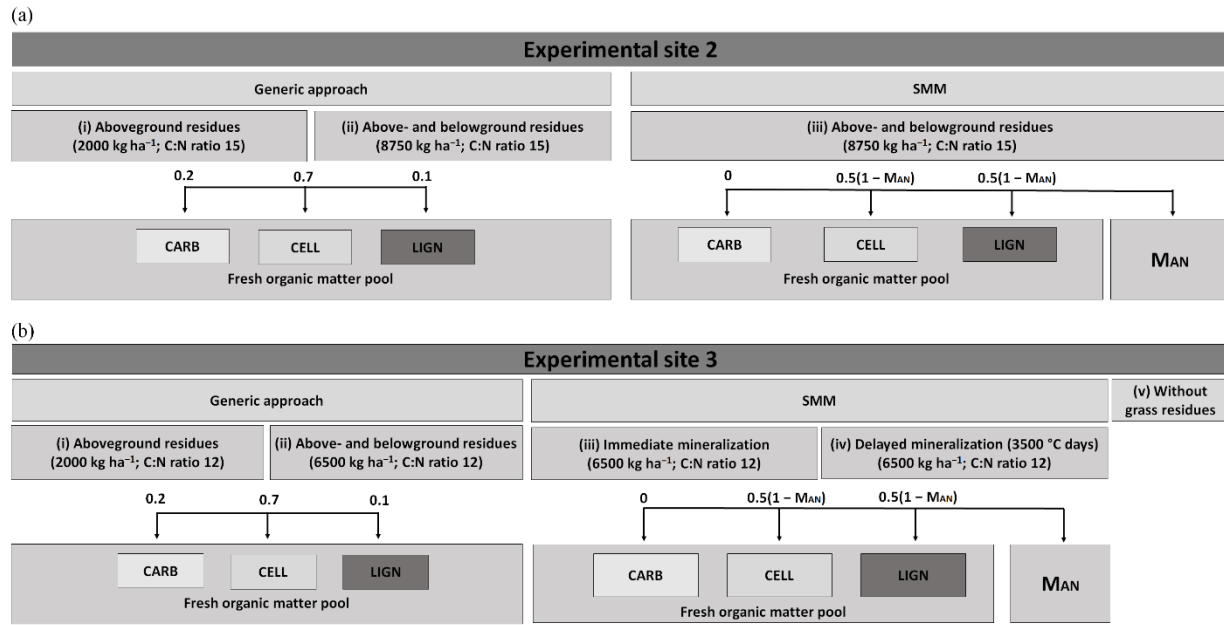 (a)
Experimental site 2
Generic approach
SMM
(i) Aboveground residues
(2000 kg ha⁻¹; C:N ratio 15)
(ii) Above- and belowground residues
(8750 kg ha⁻¹; C:N ratio 15)
(iii) Above- and belowground residues
(8750 kg ha⁻¹; C:N ratio 15)
0.2
0.7
0.1
0
0.5(1 – MAN)
0.5(1 – MAN)
CARB
CELL
LIGN
Fresh organic matter pool
CARB
CELL
LIGN
Fresh organic matter pool
MAN
(b)
Experimental site 3
Generic approach
SMM
(v) Without
grass residues
(i) Aboveground residues
(2000 kg ha⁻¹; C:N ratio 12)
(ii) Above- and belowground residues
(6500 kg ha⁻¹; C:N ratio 12)
(iii) Immediate mineralization
(6500 kg ha⁻¹; C:N ratio 12)
(iv) Delayed mineralization (3500 °C days)
(6500 kg ha⁻¹; C:N ratio 12)
0.2
0.7
0.1
0
0.5(1 – MAN)
0.5(1 – MAN)
CARB
CELL
LIGN
Fresh organic matter pool
CARB
CELL
LIGN
Fresh organic matter pool
MAN